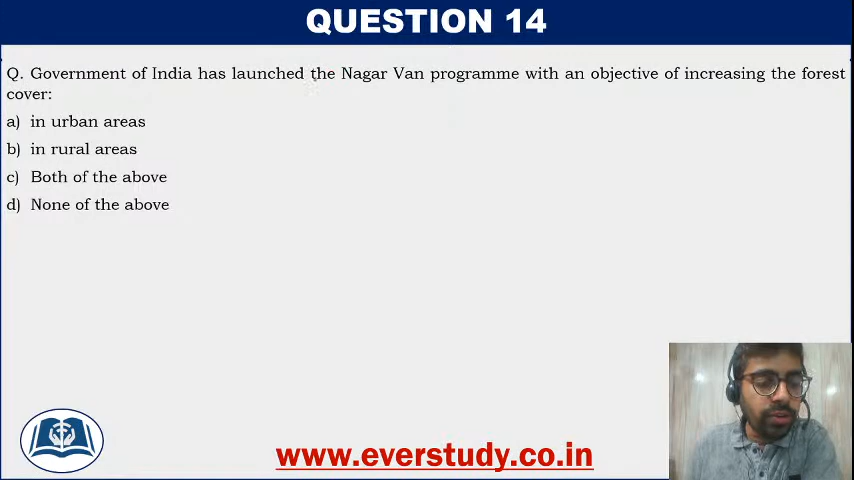 QUESTION 14
Q. Government of India has launched the Nagar Van programme with an objective of increasing the forest
cover:
a) in urban areas
b) in rural areas
c) Both of the above
d) None of the above
www.everstudy.co.in